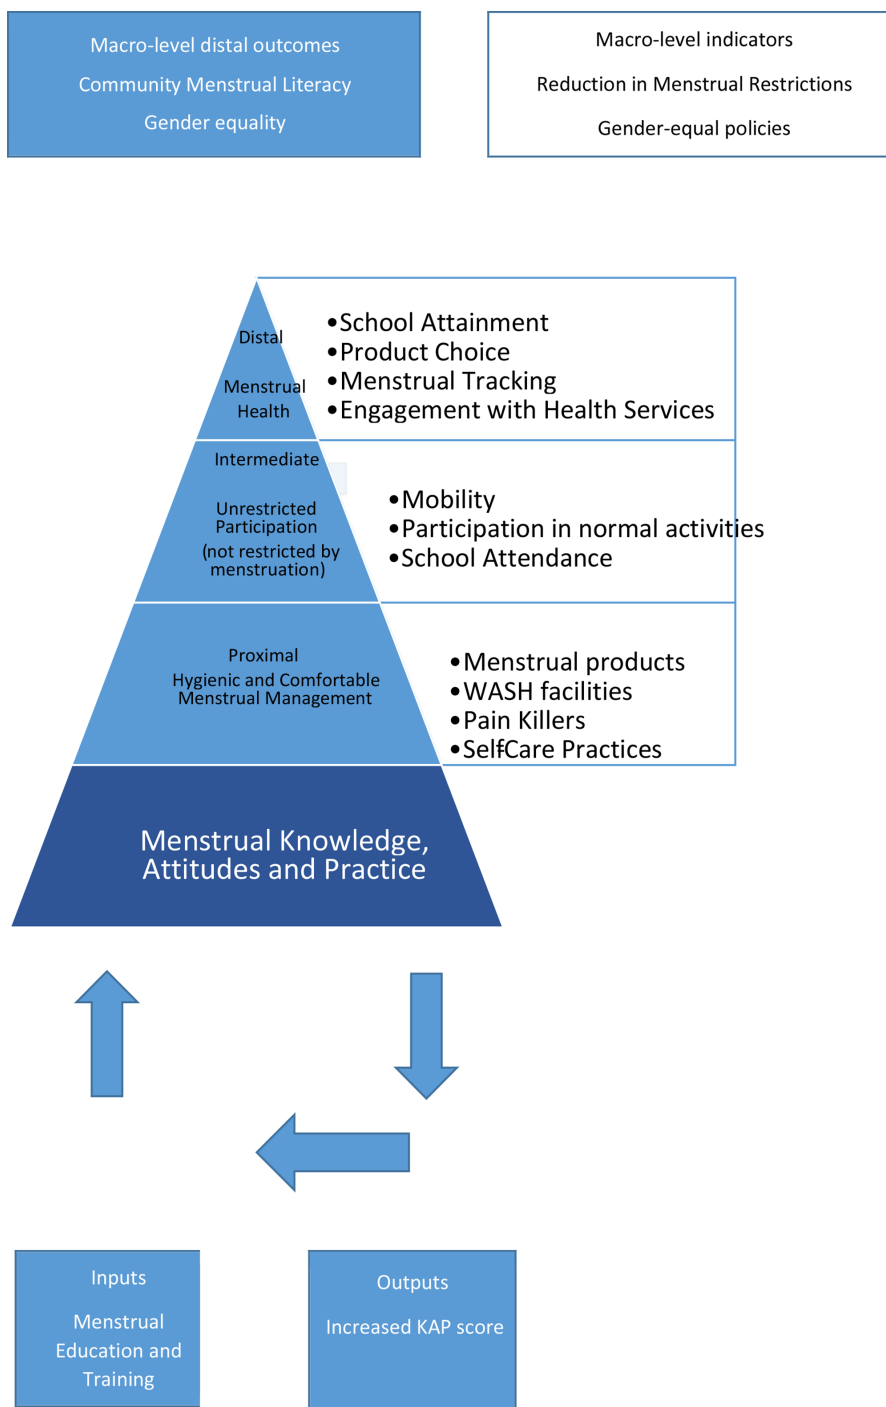 Macro-level distal outcomes
Community Menstrual Literacy
Gender equality
Macro-level indicators
Reduction in Menstrual Restrictions
Gender-equal policies
Distal
Menstrual
Health
•School Attainment
•Product Choice
•Menstrual Tracking
•Engagement with Health Services
Intermediate
Unrestricted
Participation
(not restricted by
menstruation)
•Mobility
•Participation in normal activities
•School Attendance
Proximal
Hygienic and Comfortable
Menstrual Management
•Menstrual products
•WASH facilities
•Pain Killers
•Self-Care Practices
Menstrual Knowledge,
Attitudes and Practice
Inputs
Menstrual
Education and
Training
Outputs
Increased KAP score